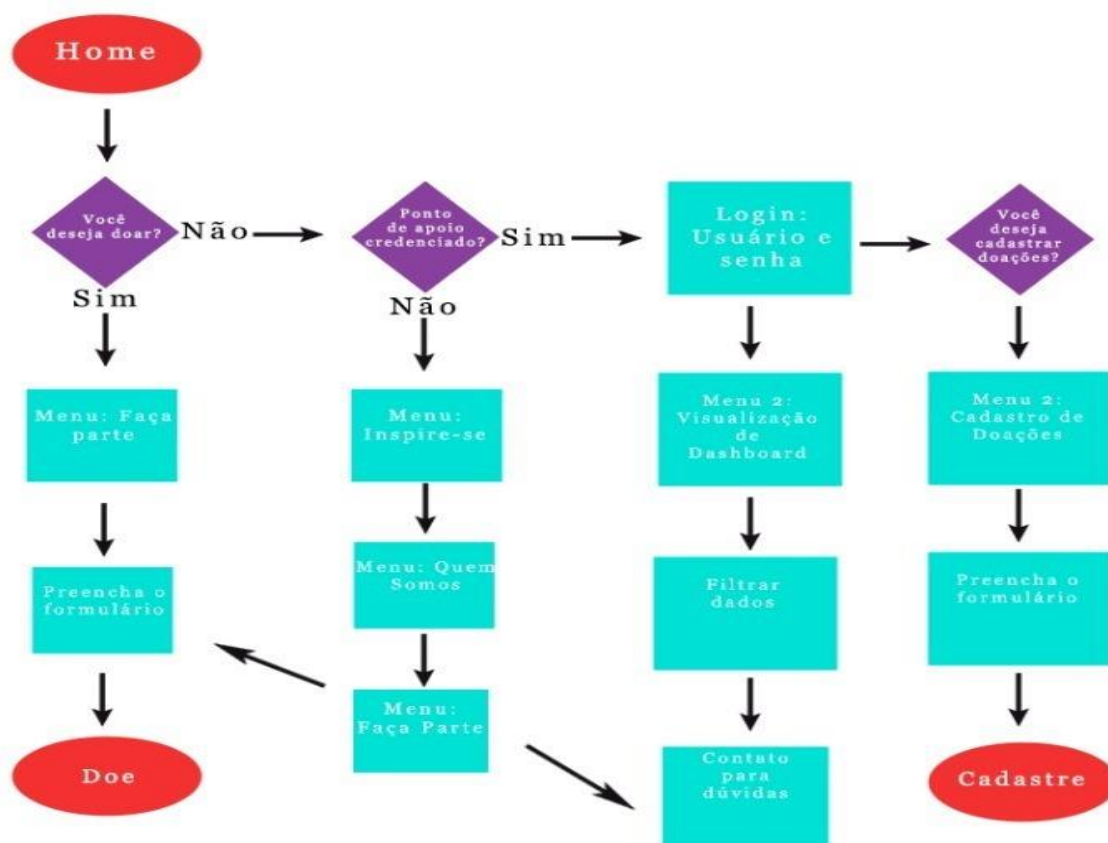 Home
Você
deseja doar?
Não
Sim
Ponto
de apoio
credenciado?
Sim
Não
Login:
Usuário e
senha
Você
deseja
cadastrar
doações?
Menu: Faça
parte
Menu:
Inspire-se
Menu 2:
Visualização
de
Dashboard
Menu 2:
Cadastro de
Doações
Preencha o
formulário
Menu: Quem
Somos
Filtrar
dados
Preencha o
formulário
Menu:
Faça Parte
Doe
Contato
para
dúvidas
Cadastre